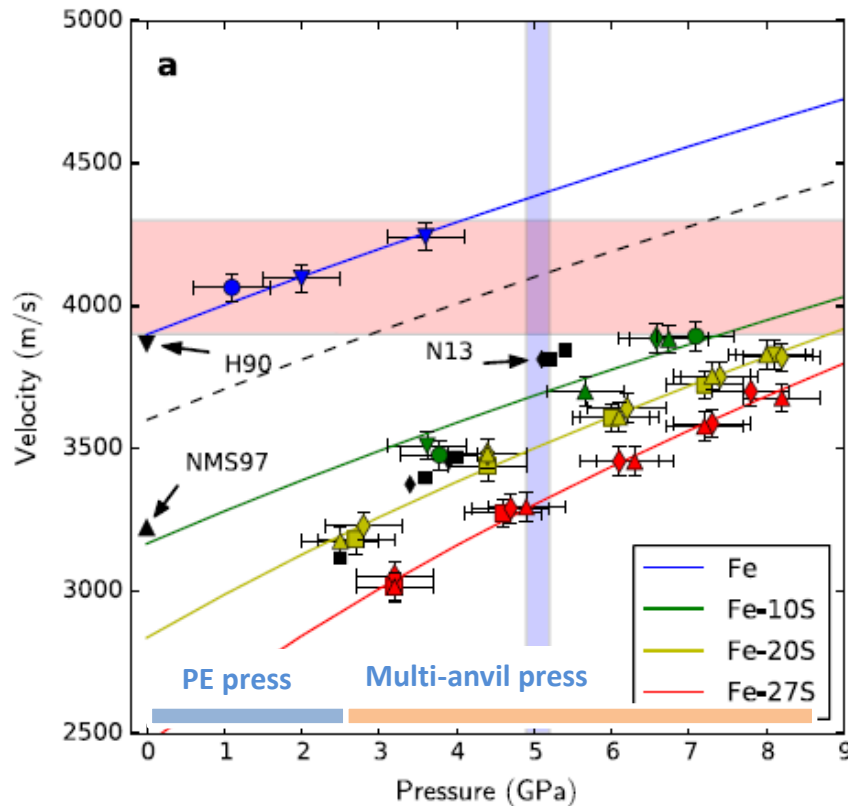 a
5000
4500
4000
3500
3000
2500
Velocity (m/s)
H90
N13
NMS97
Fe
Fe-10S
Fe-20S
Fe-27S
PE press
Multi-anvil press
0 1 2 3 4 5 6 7 8 9
Pressure (GPa)